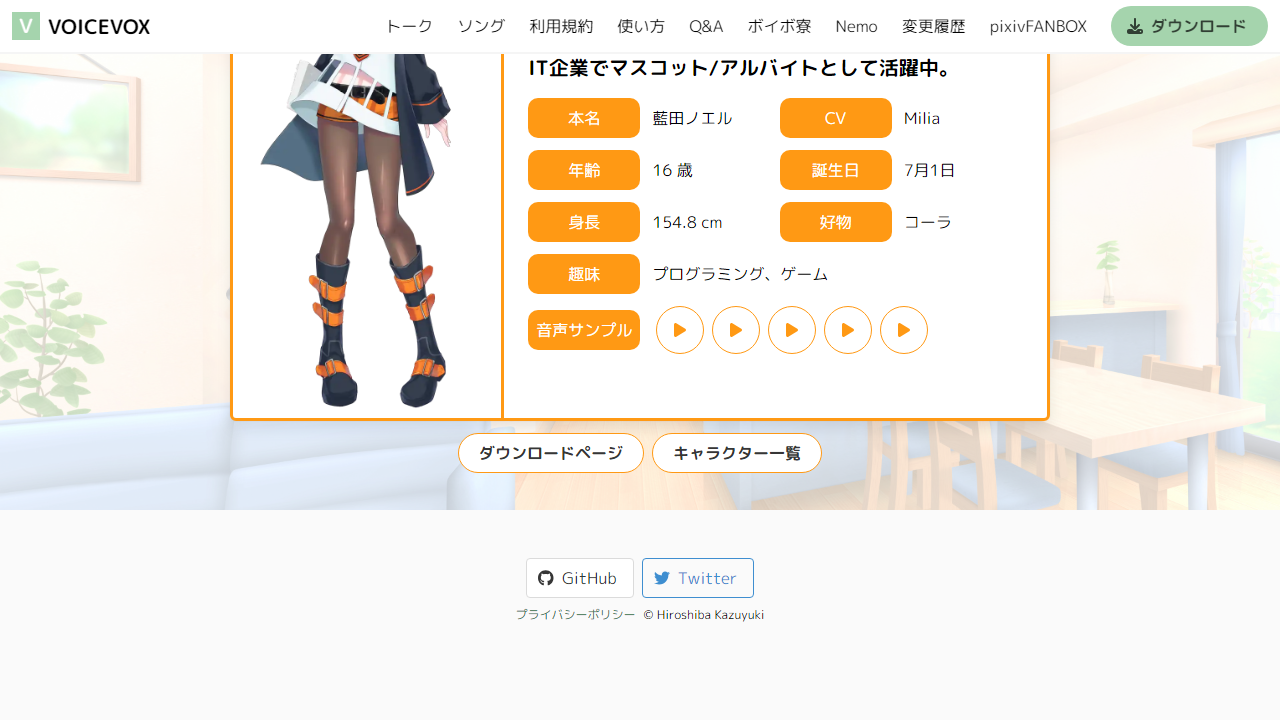 V VOICEVOX トーク ソング 利用規約 使い方 Q&A ボイボ寮 Nemo 変更履歴 pixivFANBOX ダウンロード
IT企業でマスコット/アルバイトとして活躍中。
本名 藍田ノエル CV Milia
年齢 16 歳 誕生日 7月1日
身長 154.8 cm 好物 コーラ
趣味 プログラミング、ゲーム
音声サンプル
ダウンロードページ キャラクター一覧
GitHub Twitter
プライバシーポリシー © Hiroshiba Kazuyuki